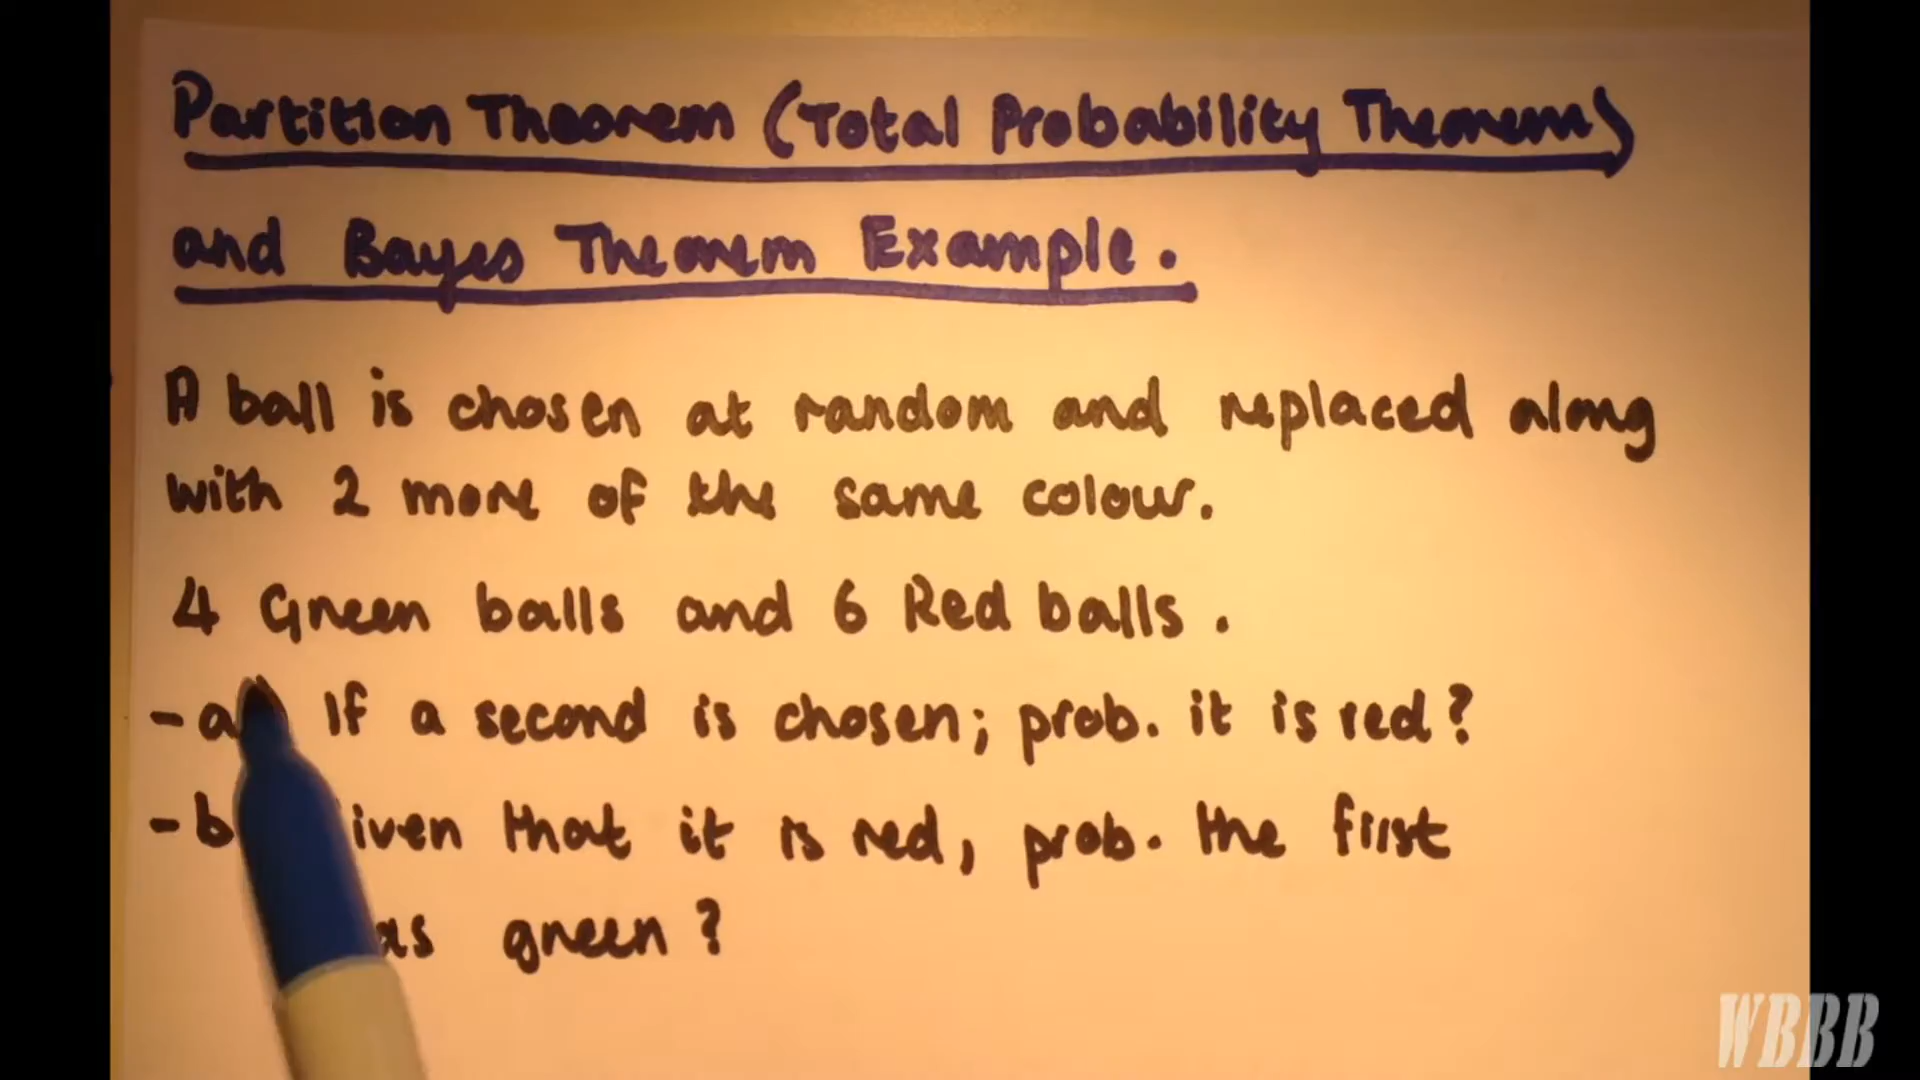 Partition Theorem (Total Probability Theorem)
and Bayes Theorem Example.
A ball is chosen at random and replaced along
with 2 more of the same colour.
4 Green balls and 6 Red balls.
- a If a second is chosen; prob. it is red?
- b iven that it is red, prob. the first
as green?
WBBB